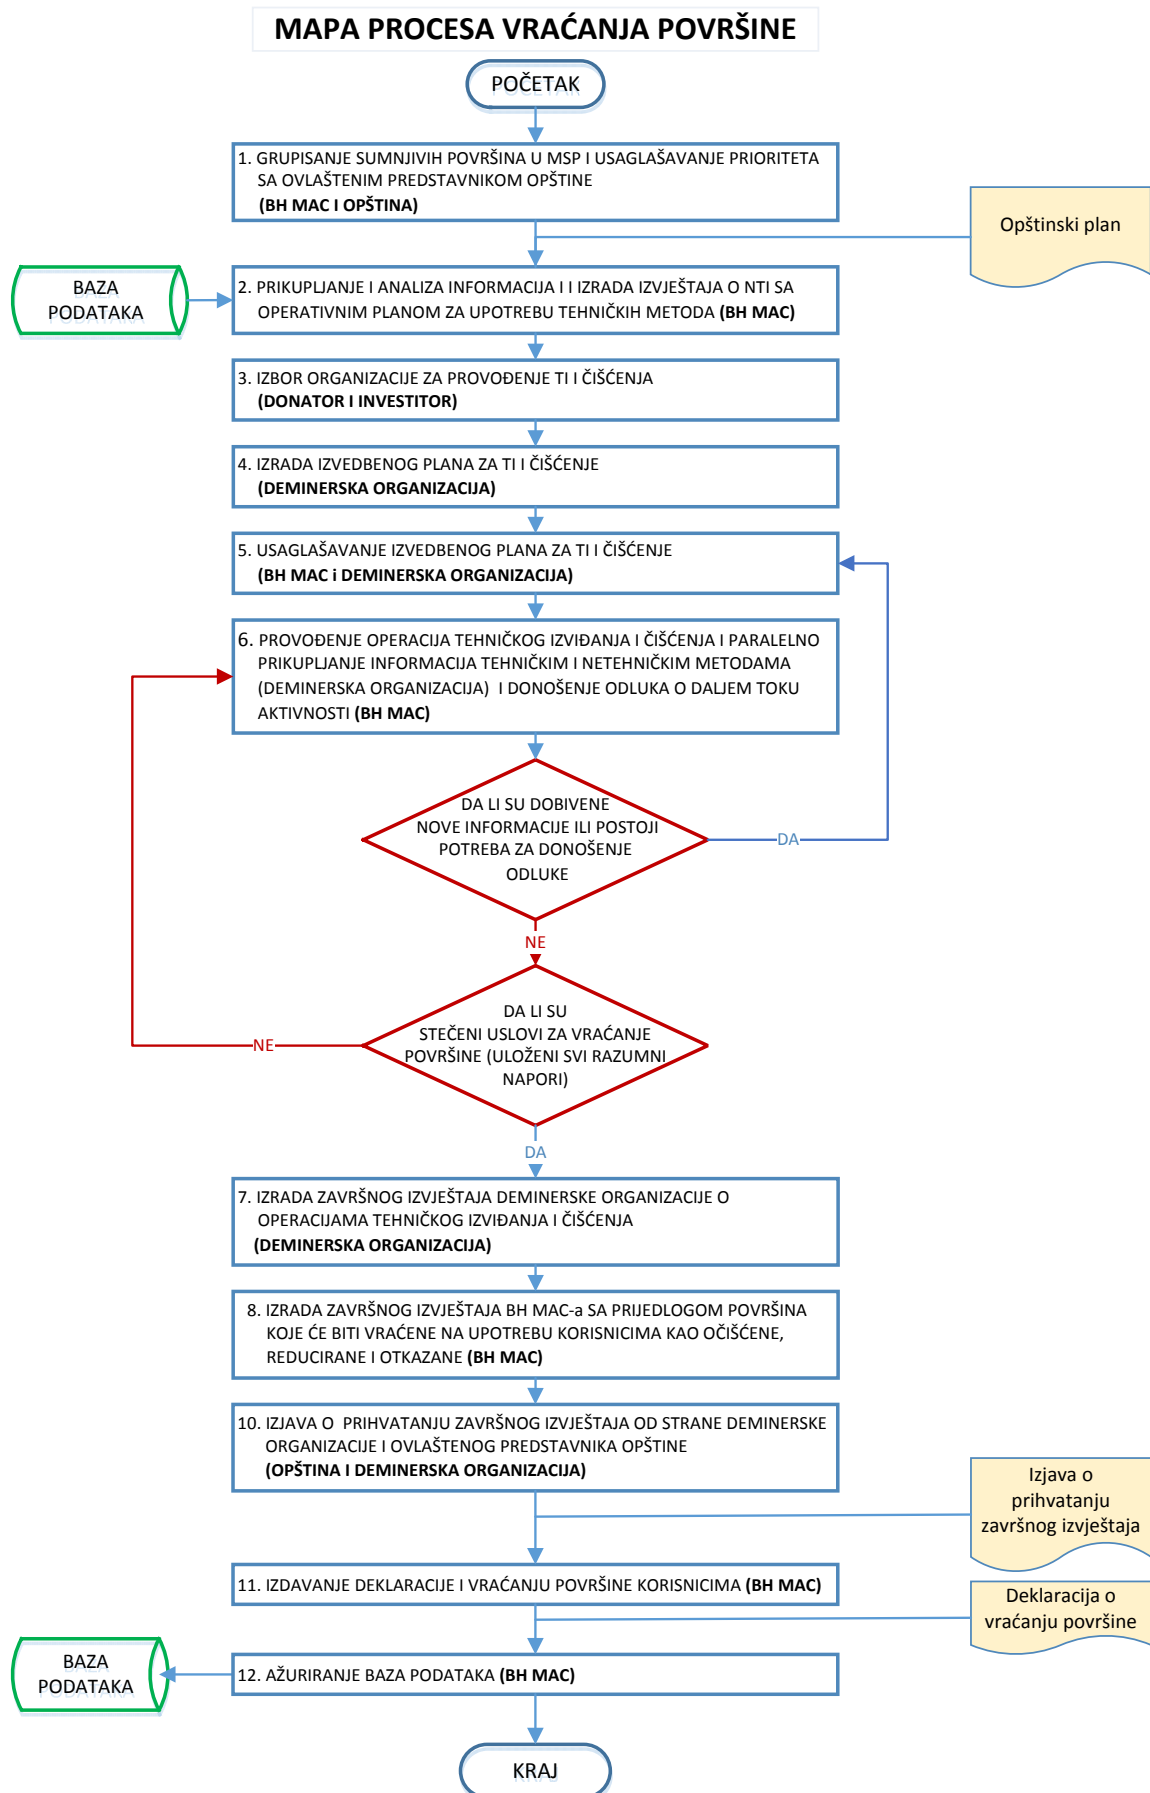 MAPA PROCESA VRAĆANJA POVRŠINE
POČETAK
1. GRUPISANJE SUMNJIVIH POVRŠINA U MSP I USAGLAŠAVANJE PRIORITETA
SA OVLAŠTENIM PREDSTAVNIKOM OPŠTINE
(BH MAC I OPŠTINA)
Opštinski plan
BAZA
PODATAKA
2. PRIKUPLJANJE I ANALIZA INFORMACIJA I I IZRADA IZVJEŠTAJA O NTI SA
OPERATIVNIM PLANOM ZA UPOTREBU TEHNIČKIH METODA (BH MAC)
3. IZBOR ORGANIZACIJE ZA PROVOĐENJE TI I ČIŠĆENJA
(DONATOR I INVESTITOR)
4. IZRADA IZVEDBENOG PLANA ZA TI I ČIŠĆENJE
(DEMINERSKA ORGANIZACIJA)
5. USAGLAŠAVANJE IZVEDBENOG PLANA ZA TI I ČIŠĆENJE
(BH MAC i DEMINERSKA ORGANIZACIJA)
6. PROVOĐENJE OPERACIJA TEHNIČKOG IZVIĐANJA I ČIŠĆENJA I PARALELNO
PRIKUPLJANJE INFORMACIJA TEHNIČKIM I NETEHNIČKIM METODAMA
(DEMINERSKA ORGANIZACIJA) I DONOŠENJE ODLUKA O DALJEM TOKU
AKTIVNOSTI (BH MAC)
DA LI SU DOBIVENE
NOVE INFORMACIJE ILI POSTOJI
POTREBA ZA DONOŠENJE
ODLUKE
DA
NE
DA LI SU
STEČENI USLOVI ZA VRAĆANJE
POVRŠINE (ULOŽENI SVI RAZUMNI
NAPORI)
NE
DA
7. IZRADA ZAVRŠNOG IZVJEŠTAJA DEMINERSKE ORGANIZACIJE O
OPERACIJAMA TEHNIČKOG IZVIĐANJA I ČIŠĆENJA
(DEMINERSKA ORGANIZACIJA)
8. IZRADA ZAVRŠNOG IZVJEŠTAJA BH MAC-a SA PRIJEDLOGOM POVRŠINA
KOJE ĆE BITI VRAĆENE NA UPOTREBU KORISNICIMA KAO OČIŠĆENE,
REDUCIRANE I OTKAZANE (BH MAC)
10. IZJAVA O PRIHVATANJU ZAVRŠNOG IZVJEŠTAJA OD STRANE DEMINERSKE
ORGANIZACIJE I OVLAŠTENOG PREDSTAVNIKA OPŠTINE
(OPŠTINA I DEMINERSKA ORGANIZACIJA)
Izjava o
prihvatanju
završnog izvještaja
11. IZDAVANJE DEKLARACIJE I VRAĆANJU POVRŠINE KORISNICIMA (BH MAC)
Deklaracija o
vraćanju površine
BAZA
PODATAKA
12. AŽURIRANJE BAZA PODATAKA (BH MAC)
KRAJ